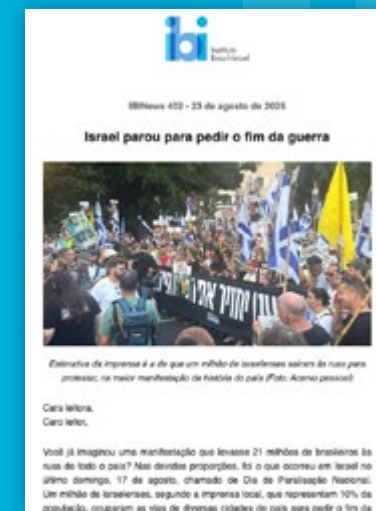 ibi
Instituto
Brasil-Israel
IBINews 402 - 23 de agosto de 2025
Israel parou para pedir o fim da guerra
Estimativa da imprensa é a de que um milhão de israelenses saíram às ruas para
protestar, na maior manifestação da história do país (Foto: Acervo pessoal)
Cara leitora,
Caro leitor,
Você já imaginou uma manifestação que levasse 21 milhões de brasileiros às
ruas de todo o país? Nas devidas proporções, foi o que ocorreu em Israel no
último domingo, 17 de agosto, chamado de Dia de Paralisação Nacional.
Um milhão de israelenses, segundo a imprensa local, que representam 10% da
população, ocuparam as vias de diversas cidades do país para pedir o fim da